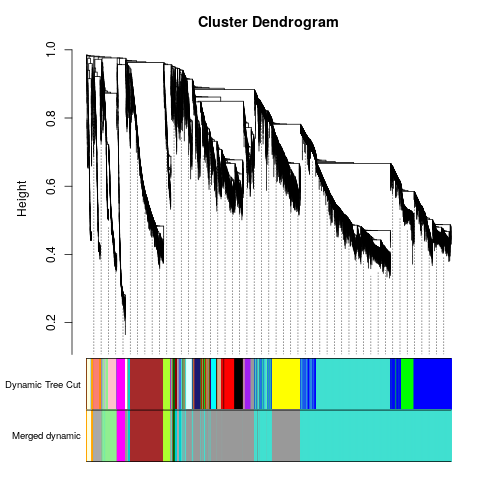 Cluster Dendrogram
Height
1.0
0.8
0.6
0.4
0.2
Dynamic Tree Cut
Merged dynamic